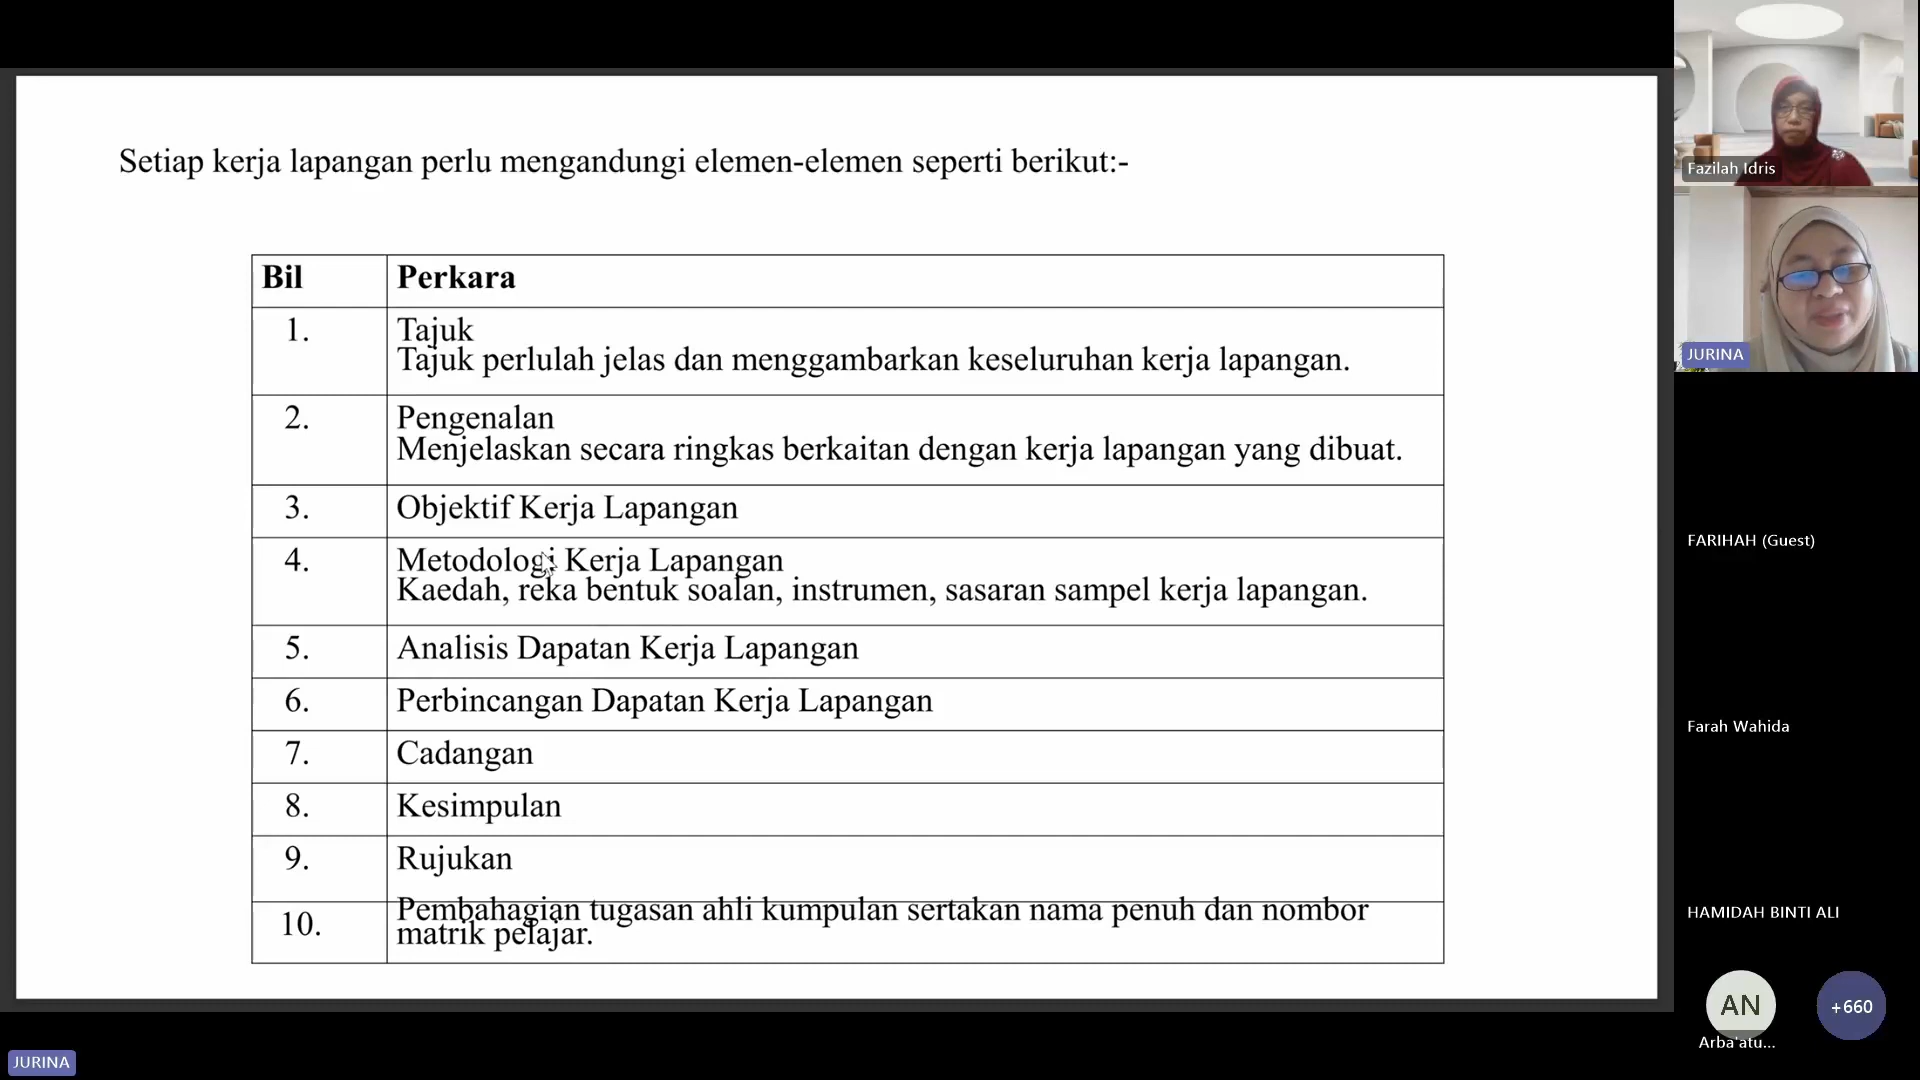 Setiap kerja lapangan perlu mengandungi elemen-elemen seperti berikut:-
Bil Perkara
1. Tajuk
Tajuk perlulah jelas dan menggambarkan keseluruhan kerja lapangan.
2. Pengenalan
Menjelaskan secara ringkas berkaitan dengan kerja lapangan yang dibuat.
3. Objektif Kerja Lapangan
4. Metodologi Kerja Lapangan
Kaedah, reka bentuk soalan, instrumen, sasaran sampel kerja lapangan.
5. Analisis Dapatan Kerja Lapangan
6. Perbincangan Dapatan Kerja Lapangan
7. Cadangan
8. Kesimpulan
9. Rujukan
10. Pembahagian tugasan ahli kumpulan sertakan nama penuh dan nombor
matrik pelajar.
Fazilah Idris
JURINA
FARIHAH (Guest)
Farah Wahida
HAMIDAH BINTI ALI
AN
+660
Arba'atu...
JURINA